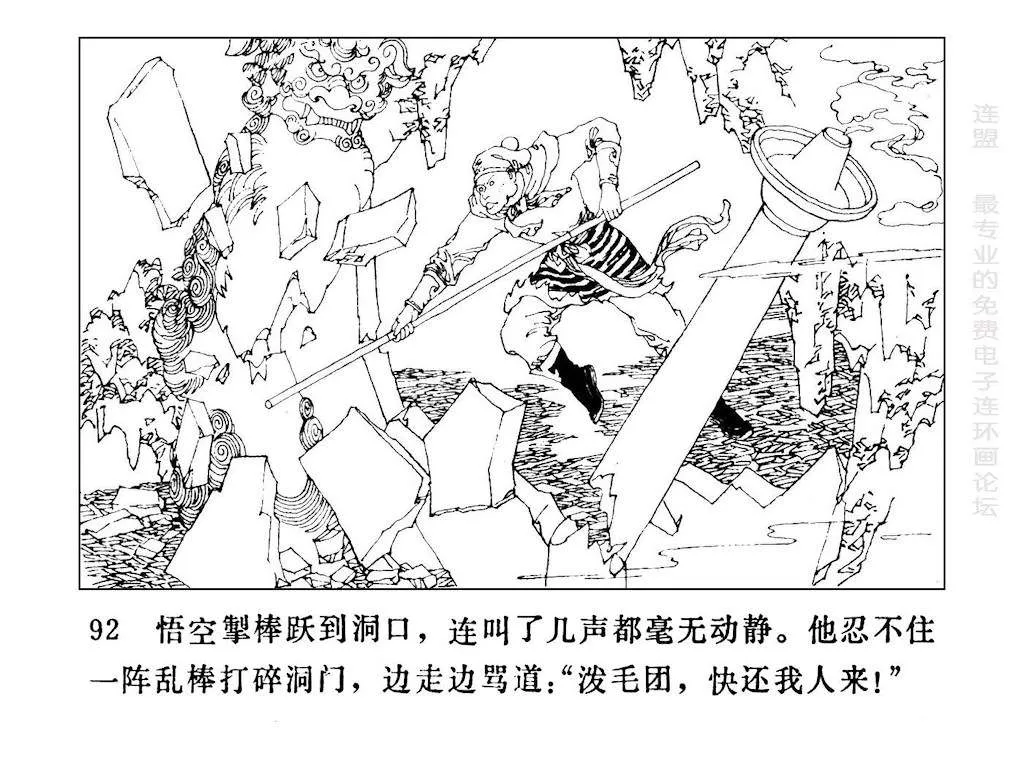 92 悟空掣棒跃到洞口，连叫了几声都毫无动静。他忍不住
一阵乱棒打碎洞门，边走边骂道：“泼毛团，快还我人来！”
连盟 最专业的免费电子连环画论坛